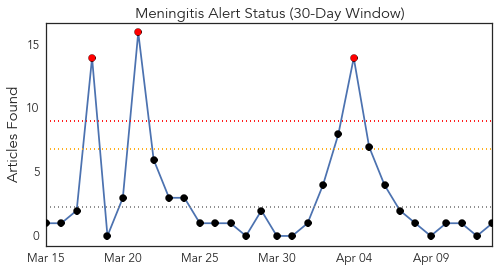 Meningitis Alert Status (30-Day Window)
Articles Found
15
10
5
0
Mar 15 Mar 20 Mar 25 Mar 30 Apr 04 Apr 09